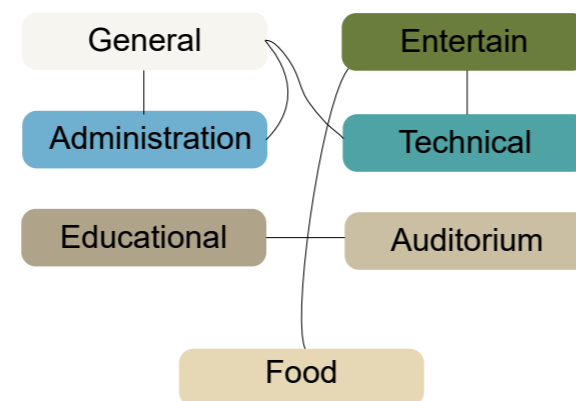 General
Entertain
Administration
Technical
Educational
Auditorium
Food